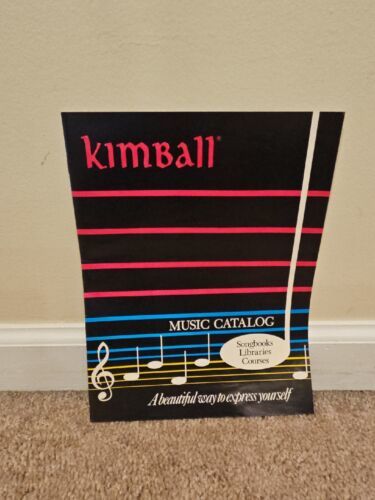 KIMBALL®
MUSIC CATALOG
Songbooks
Libraries
Courses
A beautiful way to express yourself